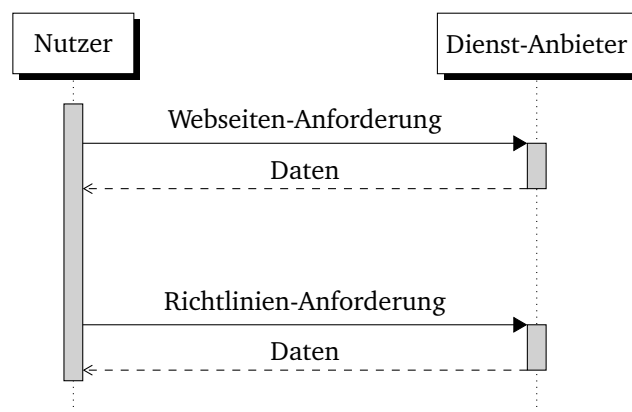 Nutzer
Dienst-Anbieter
Webseiten-Anforderung
Daten
Richtlinien-Anforderung
Daten